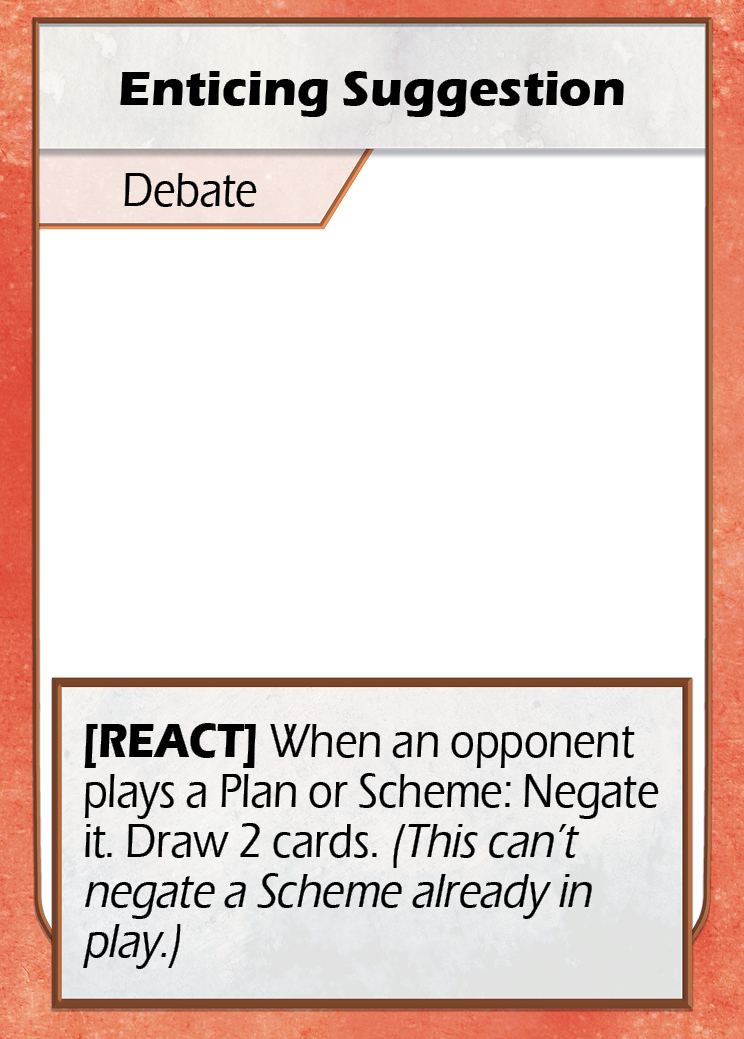 Enticing Suggestion
Debate
[REACT] When an opponent
plays a Plan or Scheme: Negate
it. Draw 2 cards. (This can't
negate a Scheme already in
play.)